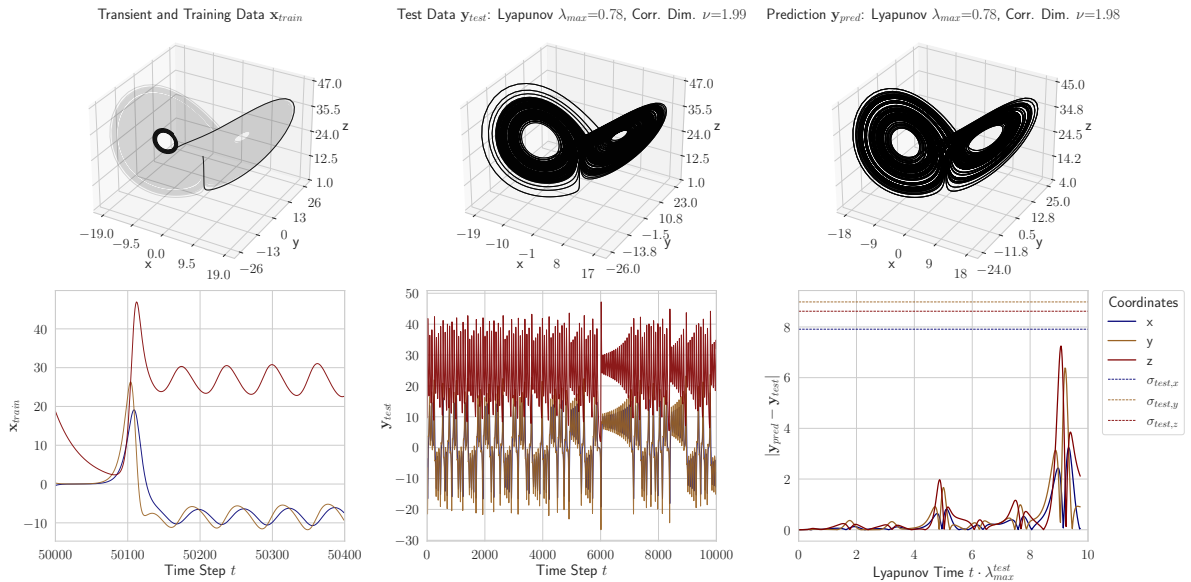 Transient and Training Data x_train
Test Data y_test: Lyapunov λ_max=0.78, Corr. Dim. ν=1.99
Prediction y_pred: Lyapunov λ_max=0.78, Corr. Dim. ν=1.98
47.0
35.5
24.0
12.5
1.0
z
26
13
0
−13
−26
y
−19.0
−9.5
0.0
9.5
19.0
x
47.0
35.5
24.0
12.5
1.0
z
23.0
10.8
−1.5
−13.8
−26.0
y
−19
−10
−1
8
17
x
45.0
34.8
24.5
14.2
4.0
z
25.0
12.8
0.5
−11.8
−24.0
y
−18
−9
0
9
18
x
40
30
20
10
0
−10
x_train
50000 50100 50200 50300 50400
Time Step t
50
40
30
20
10
0
−10
−20
−30
y_test
0 2000 4000 6000 8000 10000
Time Step t
8
6
4
2
0
|y_pred − y_test|
0 2 4 6 8 10
Lyapunov Time t · λ_max^test
Coordinates
x
y
z
σ_test,x
σ_test,y
σ_test,z